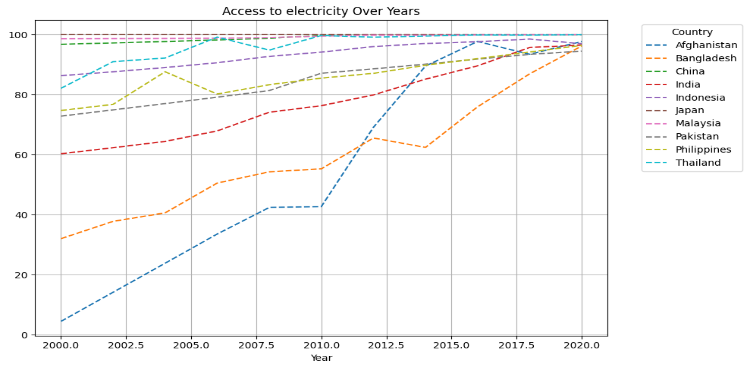 Access to electricity Over Years
100
80
60
40
20
0
2000.0 2002.5 2005.0 2007.5 2010.0 2012.5 2015.0 2017.5 2020.0
Year
Country
Afghanistan
Bangladesh
China
India
Indonesia
Japan
Malaysia
Pakistan
Philippines
Thailand